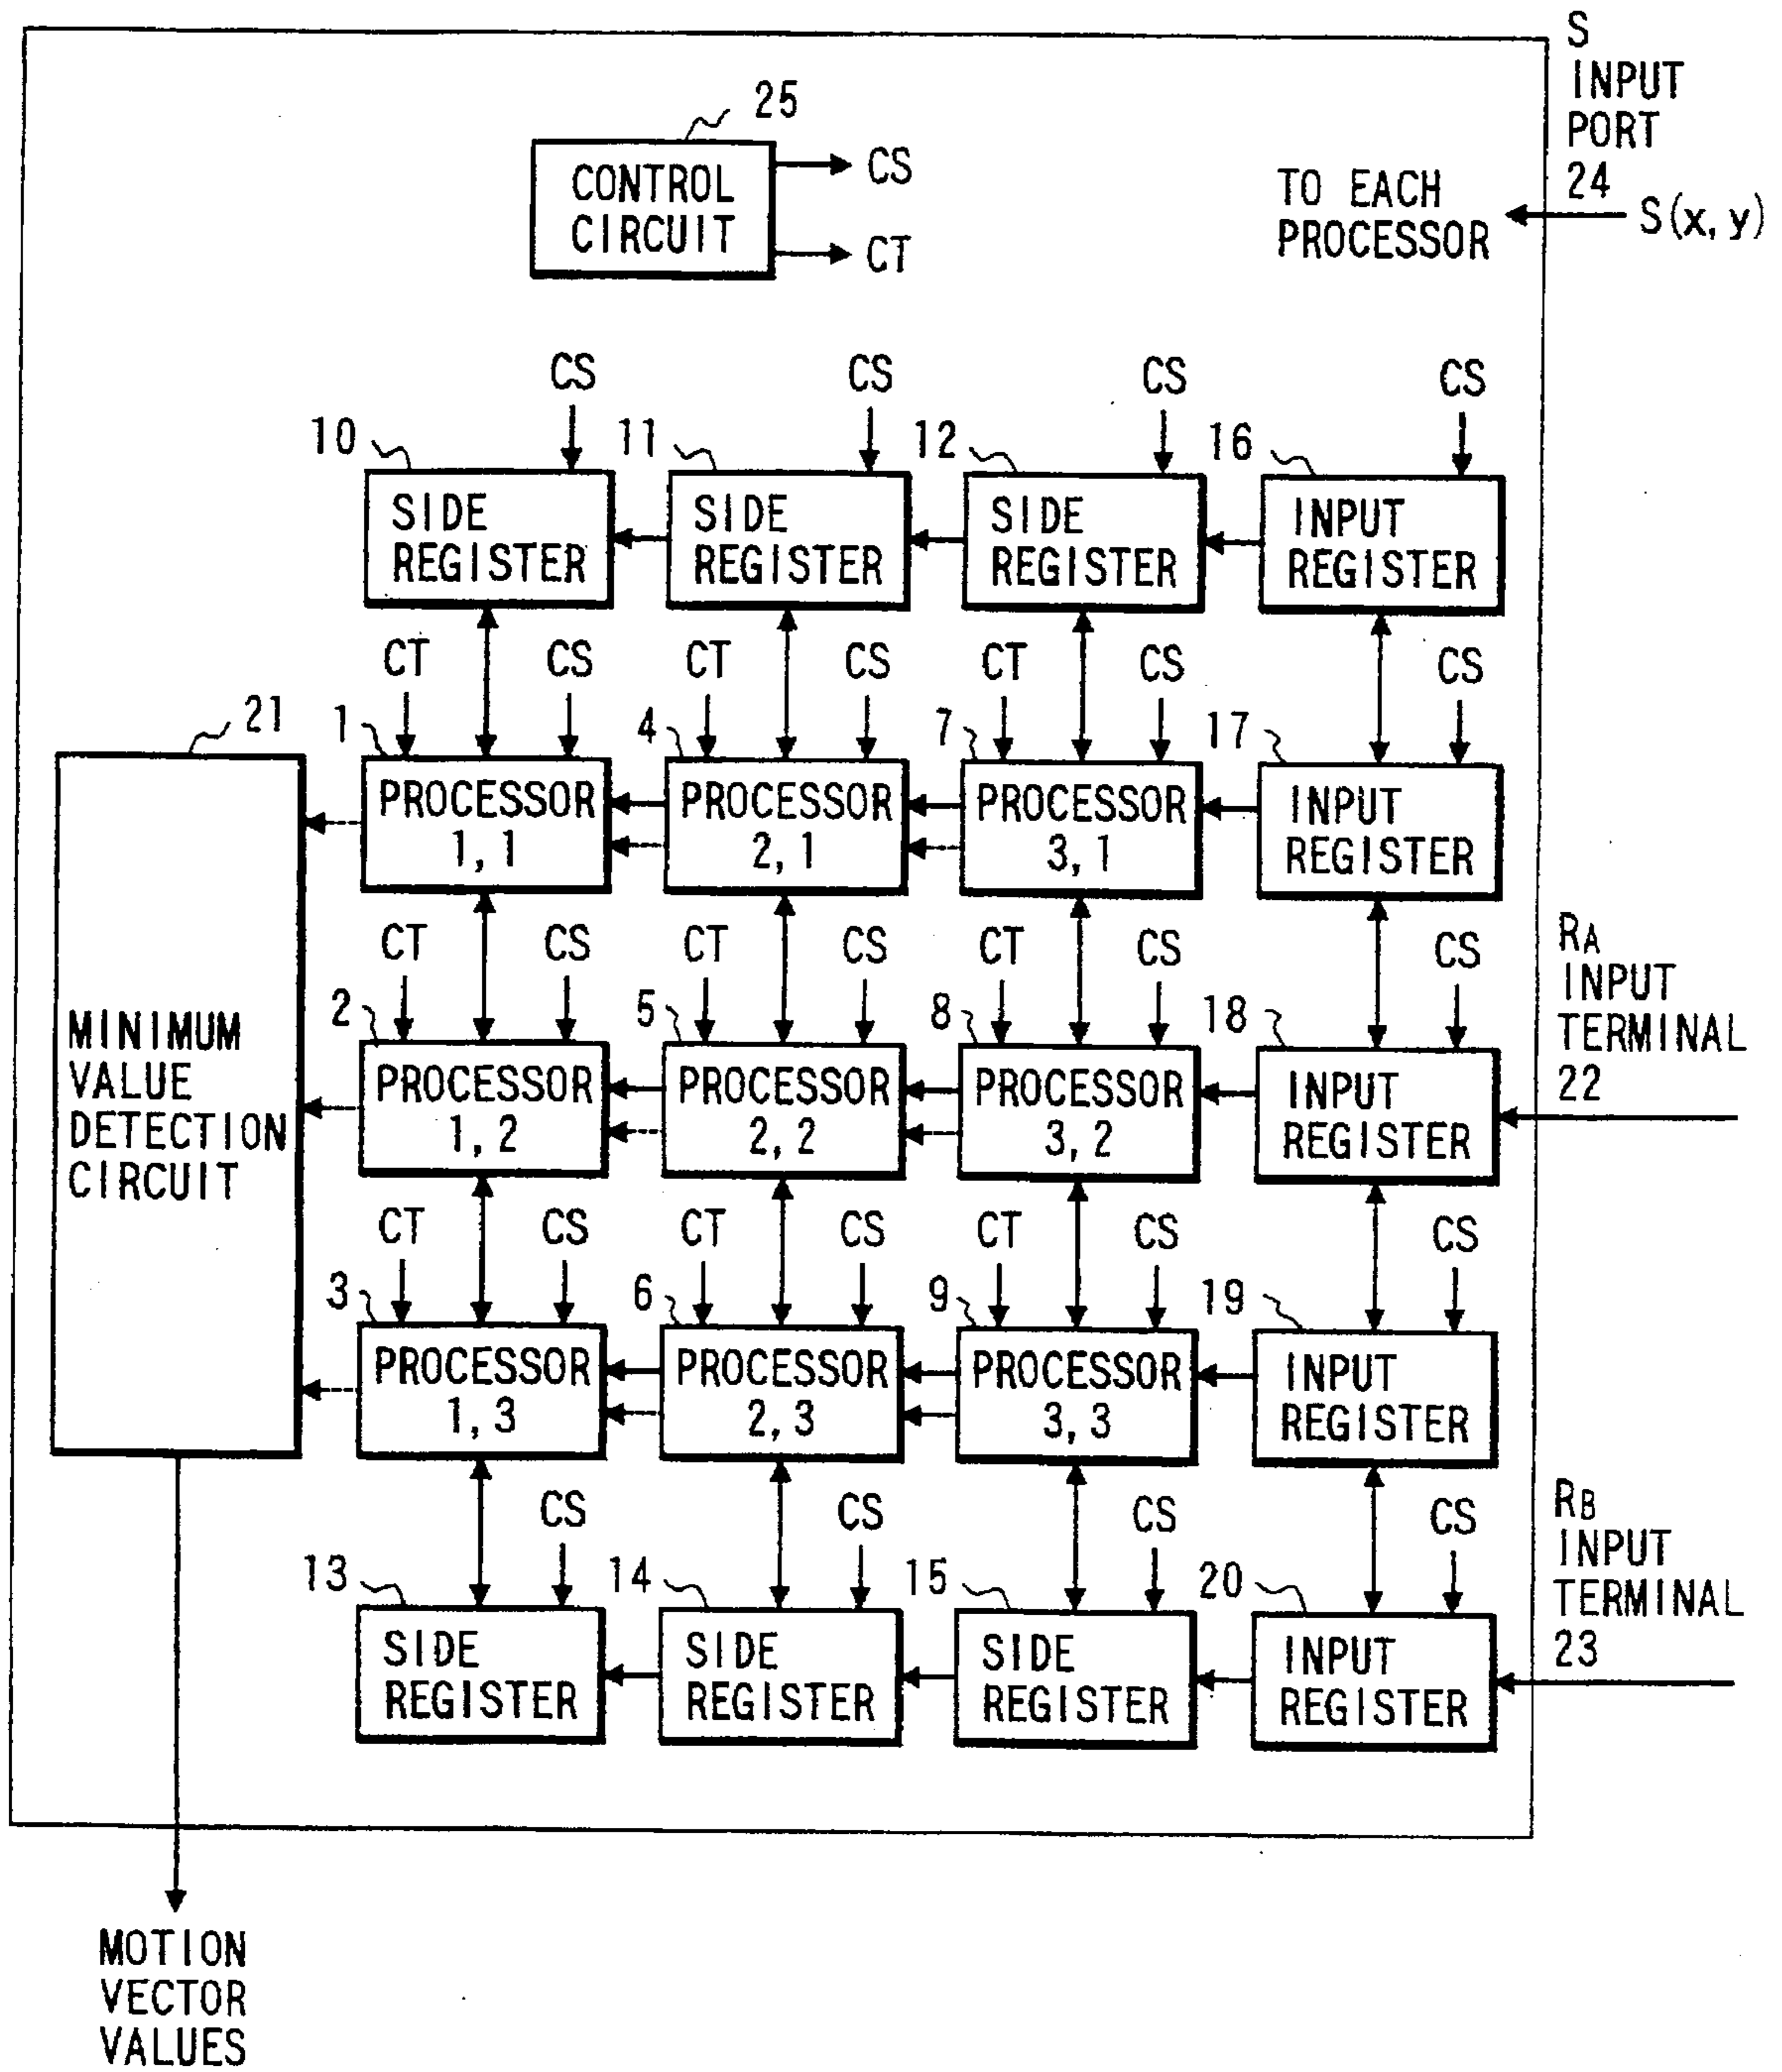 S
INPUT
PORT
24
S(x, y)
TO EACH
PROCESSOR
25
CONTROL
CIRCUIT
CS
CT
CS CS CS CS
10 11 12 16
SIDE
REGISTER
SIDE
REGISTER
SIDE
REGISTER
INPUT
REGISTER
CT CS CT CS CT CS CS
21 1 4 7 17
PROCESSOR
1, 1
PROCESSOR
2, 1
PROCESSOR
3, 1
INPUT
REGISTER
MINIMUM
VALUE
DETECTION
CIRCUIT
CT CS CT CS CT CS CS
RA
INPUT
TERMINAL
22
2 5 8 18
PROCESSOR
1, 2
PROCESSOR
2, 2
PROCESSOR
3, 2
INPUT
REGISTER
CT CS CT CS CT CS CS
3 6 9 19
PROCESSOR
1, 3
PROCESSOR
2, 3
PROCESSOR
3, 3
INPUT
REGISTER
CS CS CS CS
RB
INPUT
TERMINAL
23
13 14 15 20
SIDE
REGISTER
SIDE
REGISTER
SIDE
REGISTER
INPUT
REGISTER
MOTION
VECTOR
VALUES